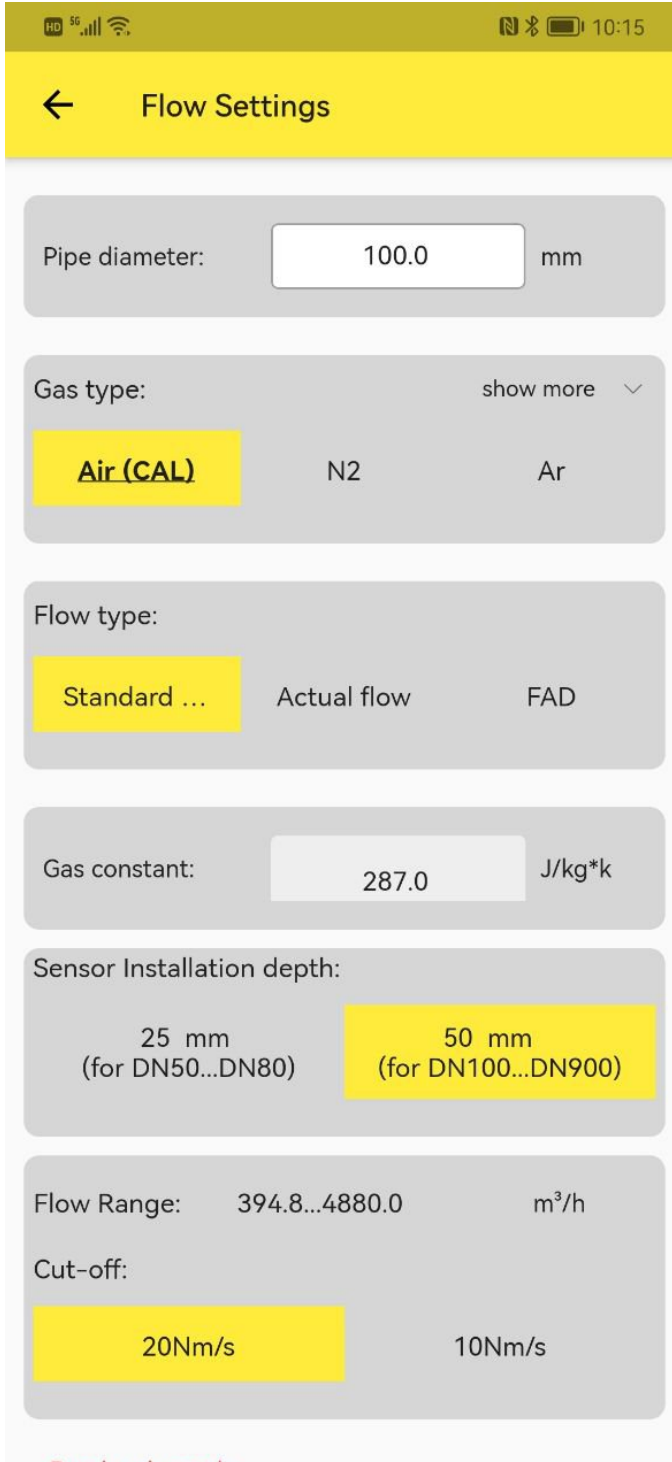 HD 5G 10:15
Flow Settings
Pipe diameter: 100.0 mm
Gas type: show more
Air (CAL) N2 Ar
Flow type:
Standard ... Actual flow FAD
Gas constant: 287.0 J/kg*k
Sensor Installation depth:
25 mm 50 mm
(for DN50...DN80) (for DN100...DN900)
Flow Range: 394.8...4880.0 m³/h
Cut-off:
20Nm/s 10Nm/s